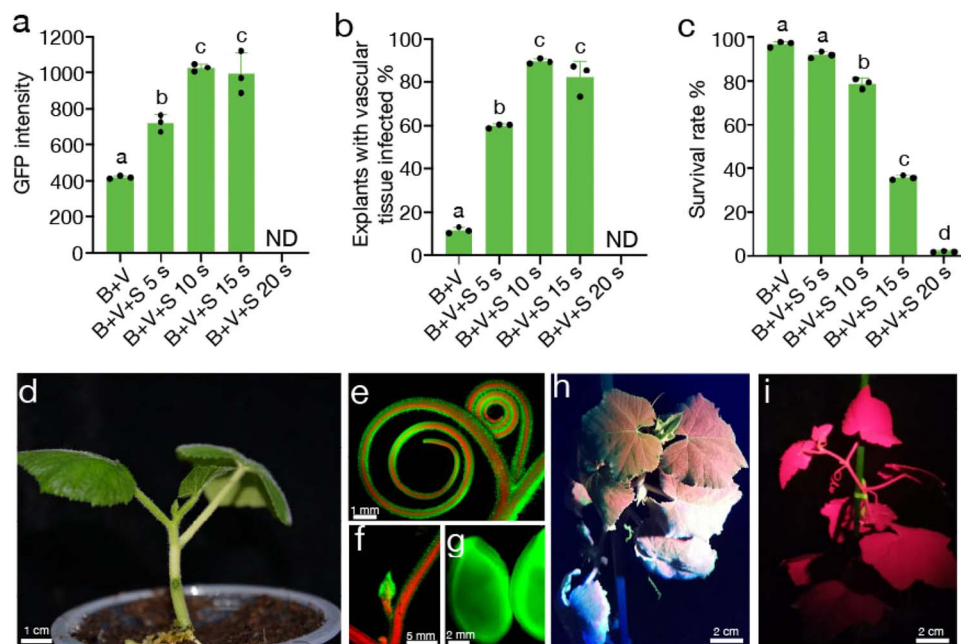 a
1200
1000
800
600
400
200
0
GFP intensity
a
b
c
c
ND
B+V
B+V+S 5 s
B+V+S 10 s
B+V+S 15 s
B+V+S 20 s
b
100
80
60
40
20
0
Explants with vascular
tissue infected %
a
b
c
c
ND
B+V
B+V+S 5 s
B+V+S 10 s
B+V+S 15 s
B+V+S 20 s
c
100
80
60
40
20
0
Survival rate %
a
a
b
c
d
B+V
B+V+S 5 s
B+V+S 10 s
B+V+S 15 s
B+V+S 20 s
d
1 cm
e
1 mm
f
5 mm
g
2 mm
h
2 cm
i
2 cm